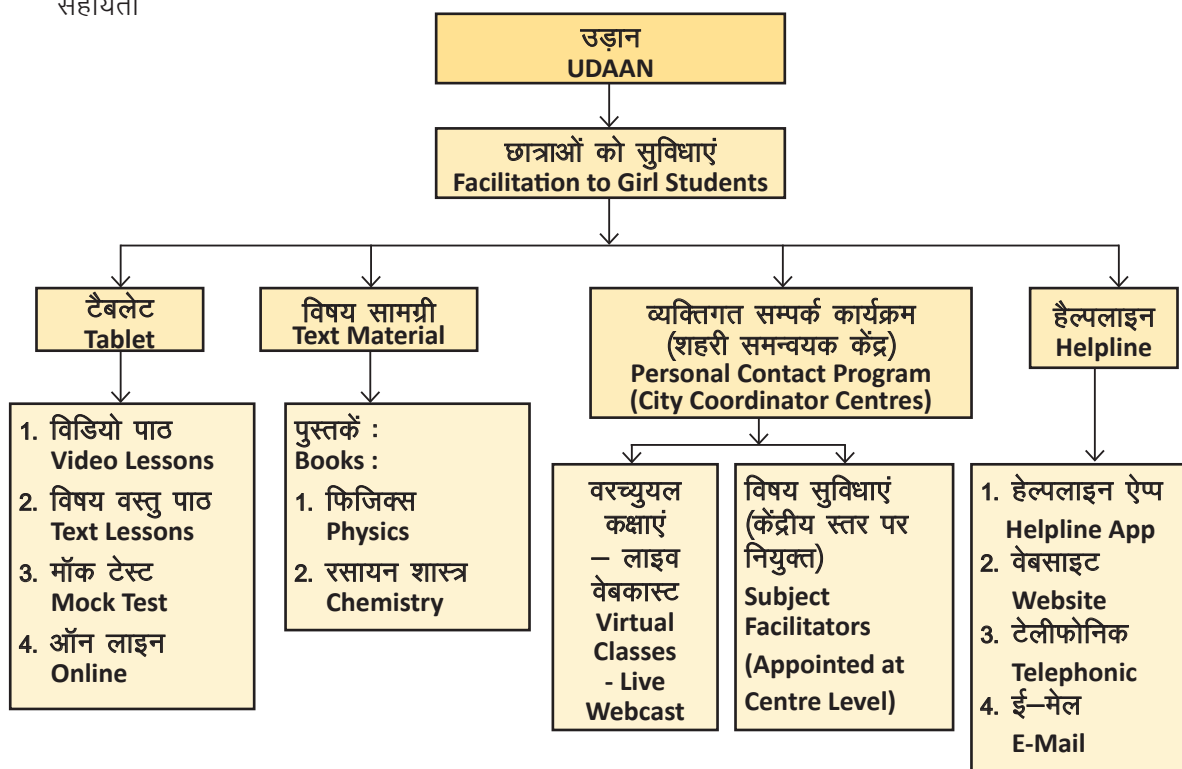 सहायता
उड़ान
UDAAN
छात्राओं को सुविधाएं
Facilitation to Girl Students
टैबलेट
Tablet
विषय सामग्री
Text Material
व्यक्तिगत सम्पर्क कार्यक्रम
(शहरी समन्वयक केंद्र)
Personal Contact Program
(City Coordinator Centres)
हैल्पलाइन
Helpline
1. विडियो पाठ
Video Lessons
2. विषय वस्तु पाठ
Text Lessons
3. मॉक टेस्ट
Mock Test
4. ऑन लाइन
Online
पुस्तकें :
Books :
1. फिजिक्स
Physics
2. रसायन शास्त्र
Chemistry
वरच्युयल
कक्षाएं
– लाइव
वेबकास्ट
Virtual
Classes
- Live
Webcast
विषय सुविधाएं
(केंद्रीय स्तर पर
नियुक्त)
Subject
Facilitators
(Appointed at
Centre Level)
1. हेल्पलाइन ऐप्प
Helpline App
2. वेबसाइट
Website
3. टेलीफोनिक
Telephonic
4. ई–मेल
E-Mail